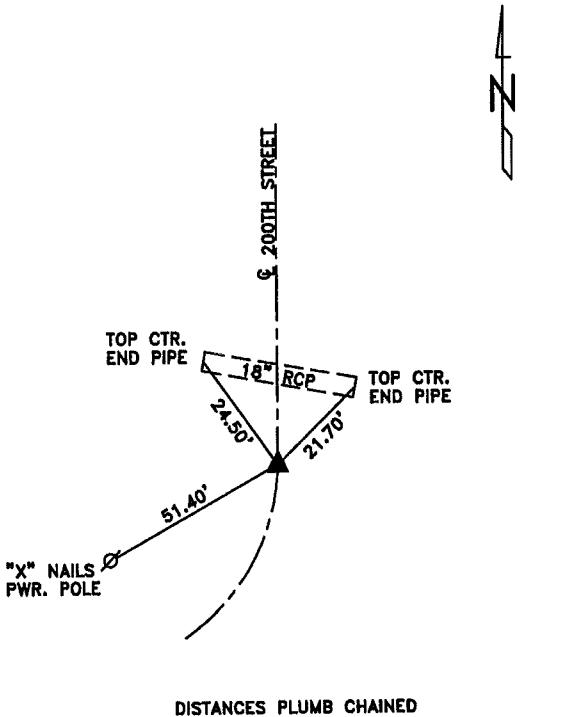 N
℄ 200TH STREET
TOP CTR.
END PIPE
18" RCP
TOP CTR.
END PIPE
24.50'
21.70'
51.40'
"X" NAILS
PWR. POLE
DISTANCES PLUMB CHAINED